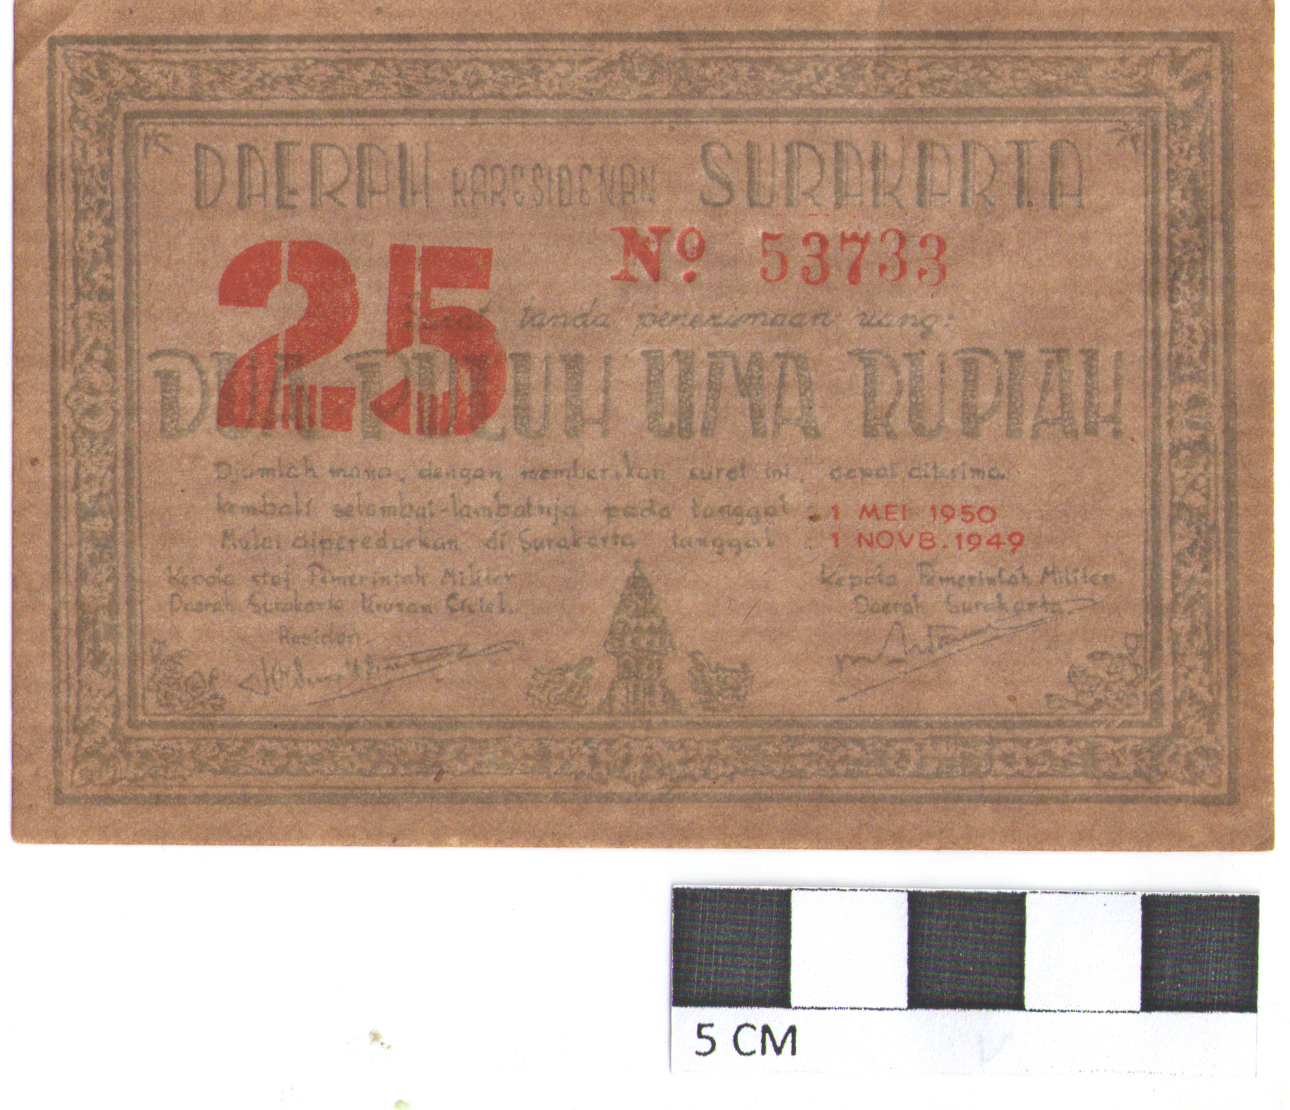 DAERAH KARESIDENAN SURAKARTA
25
Nº 53733
Surat tanda penerimaan uang:
DUA PULUH LIMA RUPIAH
Djumlah mana, dengan memberikan surat ini, dapat diterima
kembali selambat-lambatnja pada tanggal : 1 MEI 1950
Mulai diperedarkan di Surakarta tanggal : 1 NOVB. 1949
Kepala staf Pemerintah Militer
Daerah Surakarta Urusan Cipiel.
Residen.
Kepala Pemerintah Militer
Daerah Surakarta
5 CM